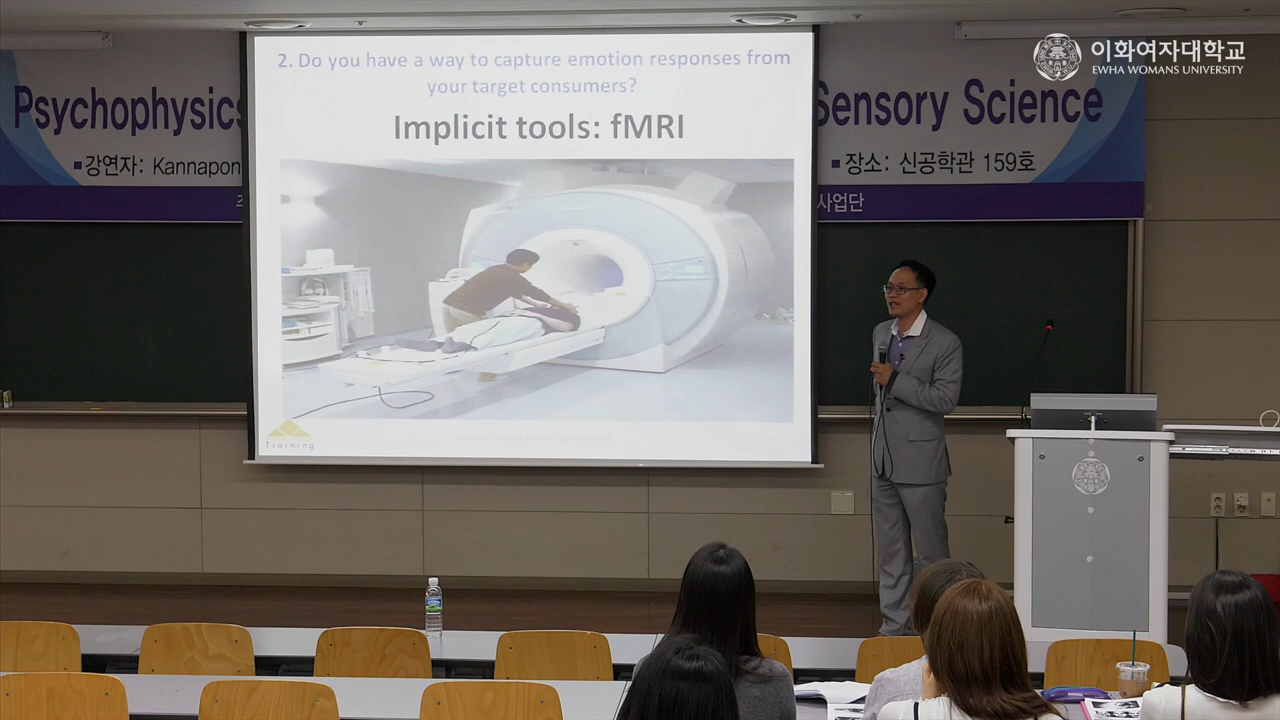 이화여자대학교
EWHA WOMANS UNIVERSITY
2. Do you have a way to capture emotion responses from
your target consumers?
Implicit tools: fMRI
training
Psychophysics
Sensory Science
▪강연자: Kannapon
▪장소: 신공학관 159호
사업단